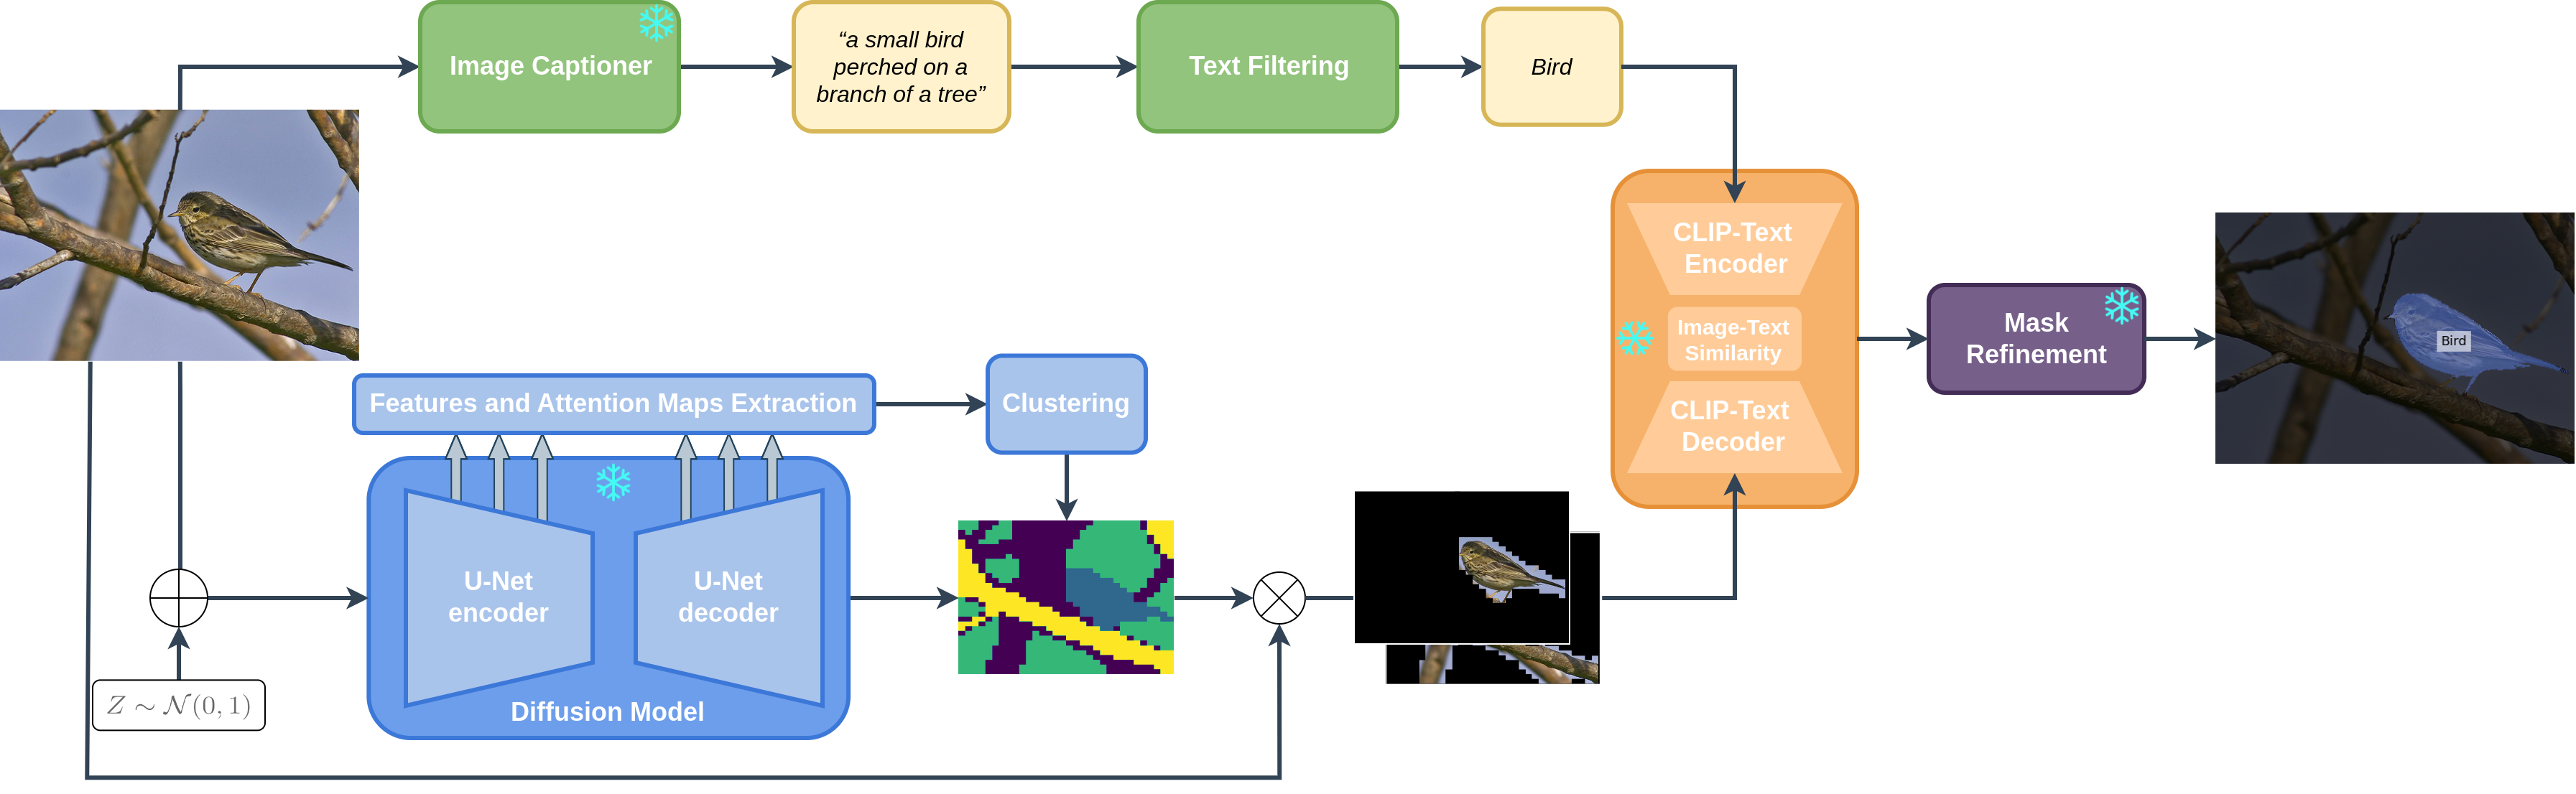 Image Captioner
“a small bird
perched on a
branch of a tree”
Text Filtering
Bird
CLIP-Text
Encoder
Image-Text
Similarity
CLIP-Text
Decoder
Mask
Refinement
Bird
Features and Attention Maps Extraction
Clustering
U-Net
encoder
U-Net
decoder
Diffusion Model
Z ∼ 𝒩(0, 1)